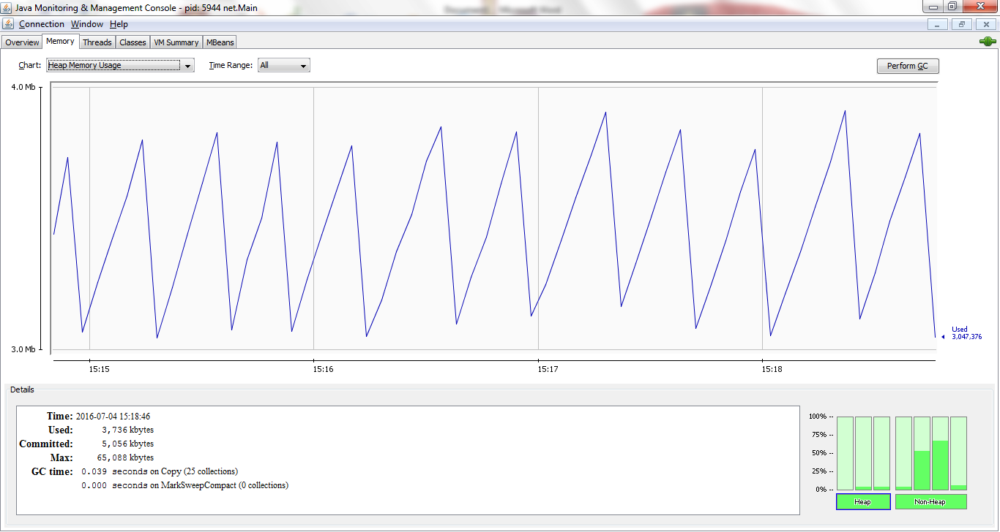 Java Monitoring & Management Console - pid: 5944 net.Main
Connection Window Help
Overview Memory Threads Classes VM Summary MBeans
Chart: Heap Memory Usage Time Range: All Perform GC
4.0 Mb
Used
3,047,376
3.0 Mb
15:15 15:16 15:17 15:18
Details
Time: 2016-07-04 15:18:46
Used: 3,736 kbytes
Committed: 5,056 kbytes
Max: 65,088 kbytes
GC time: 0.039 seconds on Copy (25 collections)
0.000 seconds on MarkSweepCompact (0 collections)
100% --
75% --
50% --
25% --
0% --
Heap Non-Heap